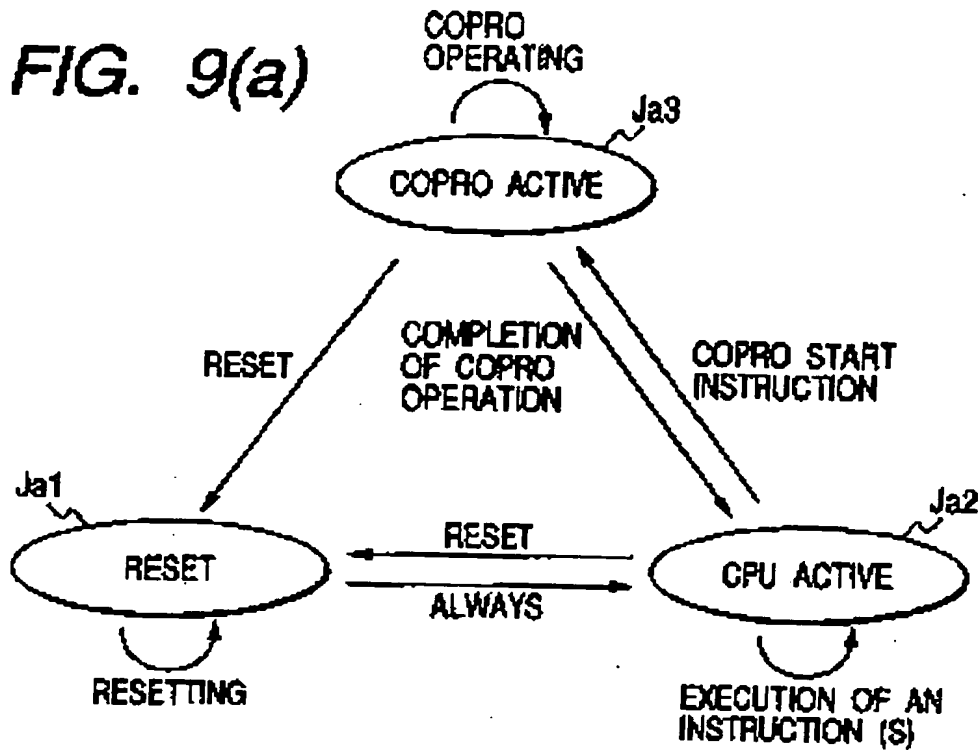 FIG. 9(a)
COPRO
OPERATING
Ja3
COPRO ACTIVE
RESET
COMPLETION
OF COPRO
OPERATION
COPRO START
INSTRUCTION
Ja1
RESET
RESET
ALWAYS
Ja2
CPU ACTIVE
RESETTING
EXECUTION OF AN
INSTRUCTION (S)